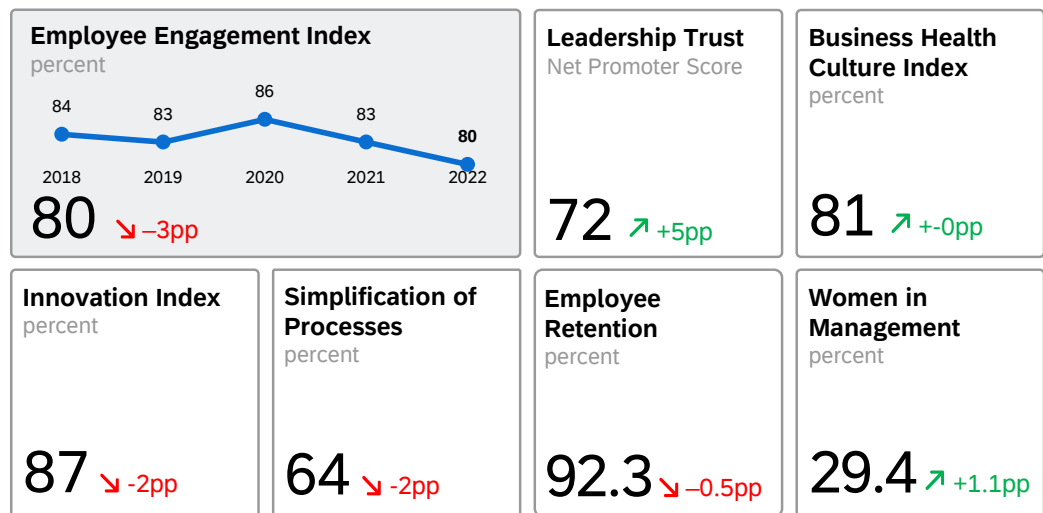 Employee Engagement Index
percent
84
83
86
83
80
2018
2019
2020
2021
2022
80 –3pp
Leadership Trust
Net Promoter Score
72 +5pp
Business Health
Culture Index
percent
81 +-0pp
Innovation Index
percent
87 -2pp
Simplification of
Processes
percent
64 -2pp
Employee
Retention
percent
92.3 –0.5pp
Women in
Management
percent
29.4 +1.1pp